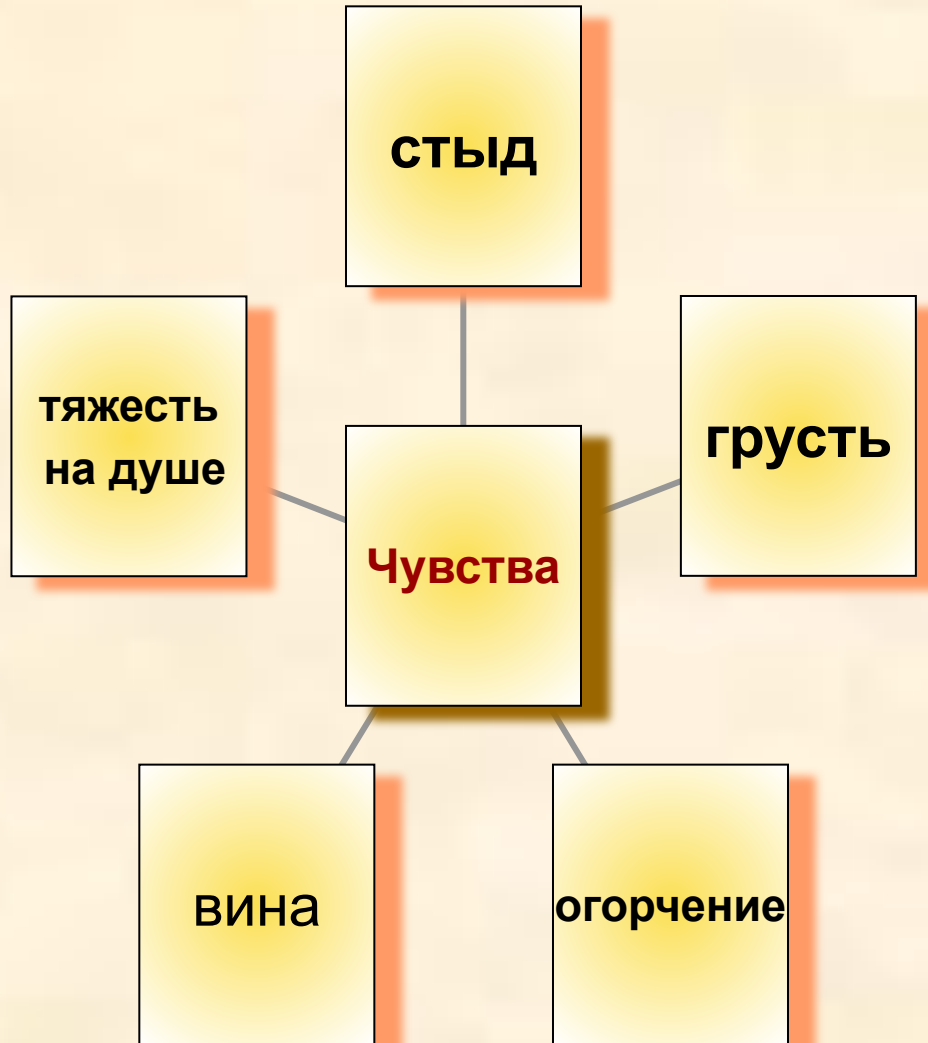 стыд
тяжесть
на душе
грусть
Чувства
вина
огорчение